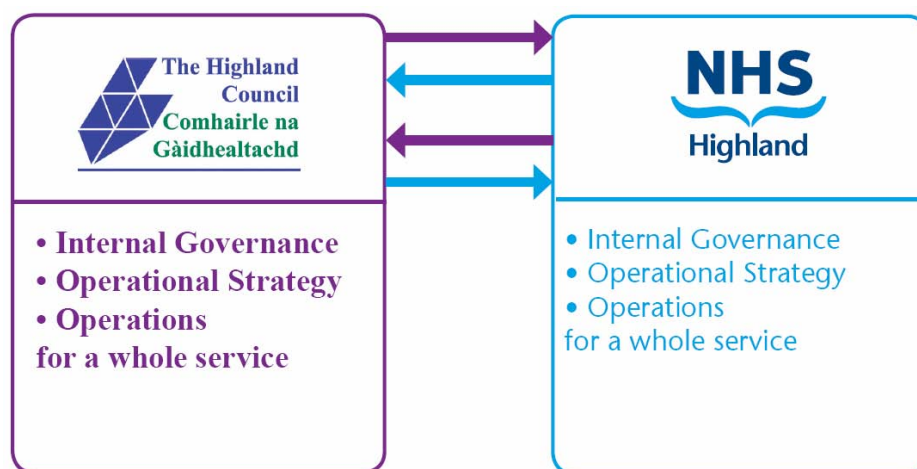 The Highland
Council
Comhairle na
Gàidhealtachd
• Internal Governance
• Operational Strategy
• Operations
for a whole service
NHS
Highland
• Internal Governance
• Operational Strategy
• Operations
for a whole service